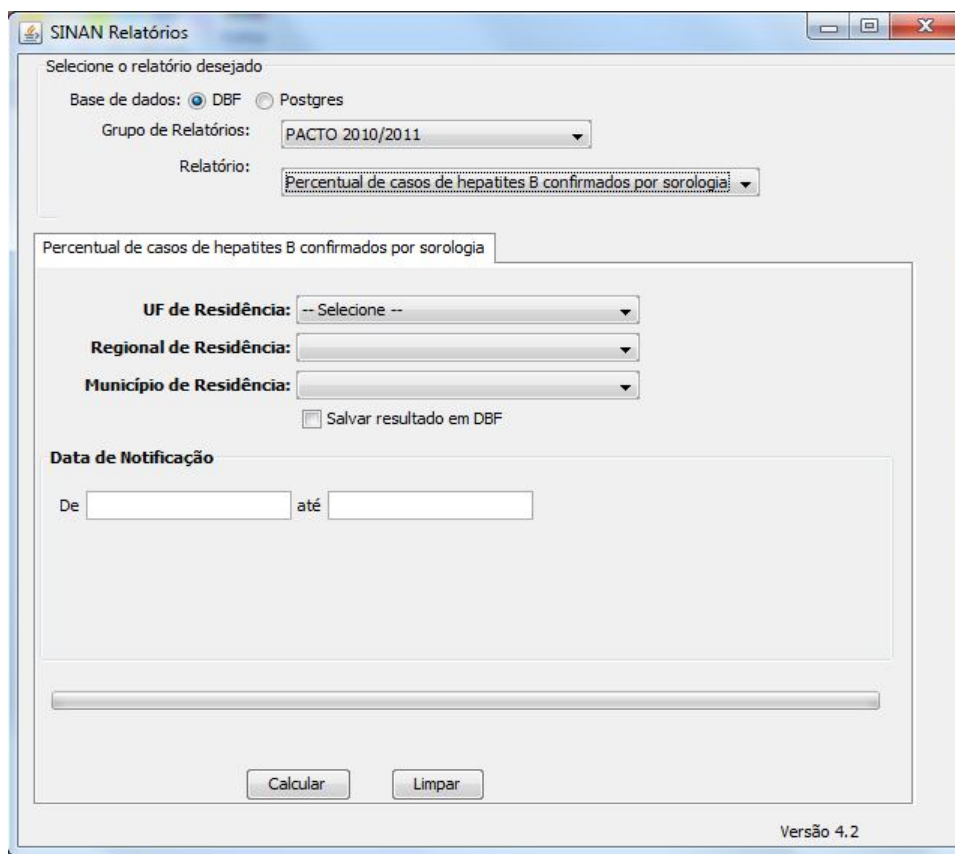 SINAN Relatórios
Selecione o relatório desejado
Base de dados: DBF Postgres
Grupo de Relatórios: PACTO 2010/2011
Relatório: Percentual de casos de hepatites B confirmados por sorologia
Percentual de casos de hepatites B confirmados por sorologia
UF de Residência: -- Selecione --
Regional de Residência:
Município de Residência:
Salvar resultado em DBF
Data de Notificação
De até
Calcular Limpar
Versão 4.2